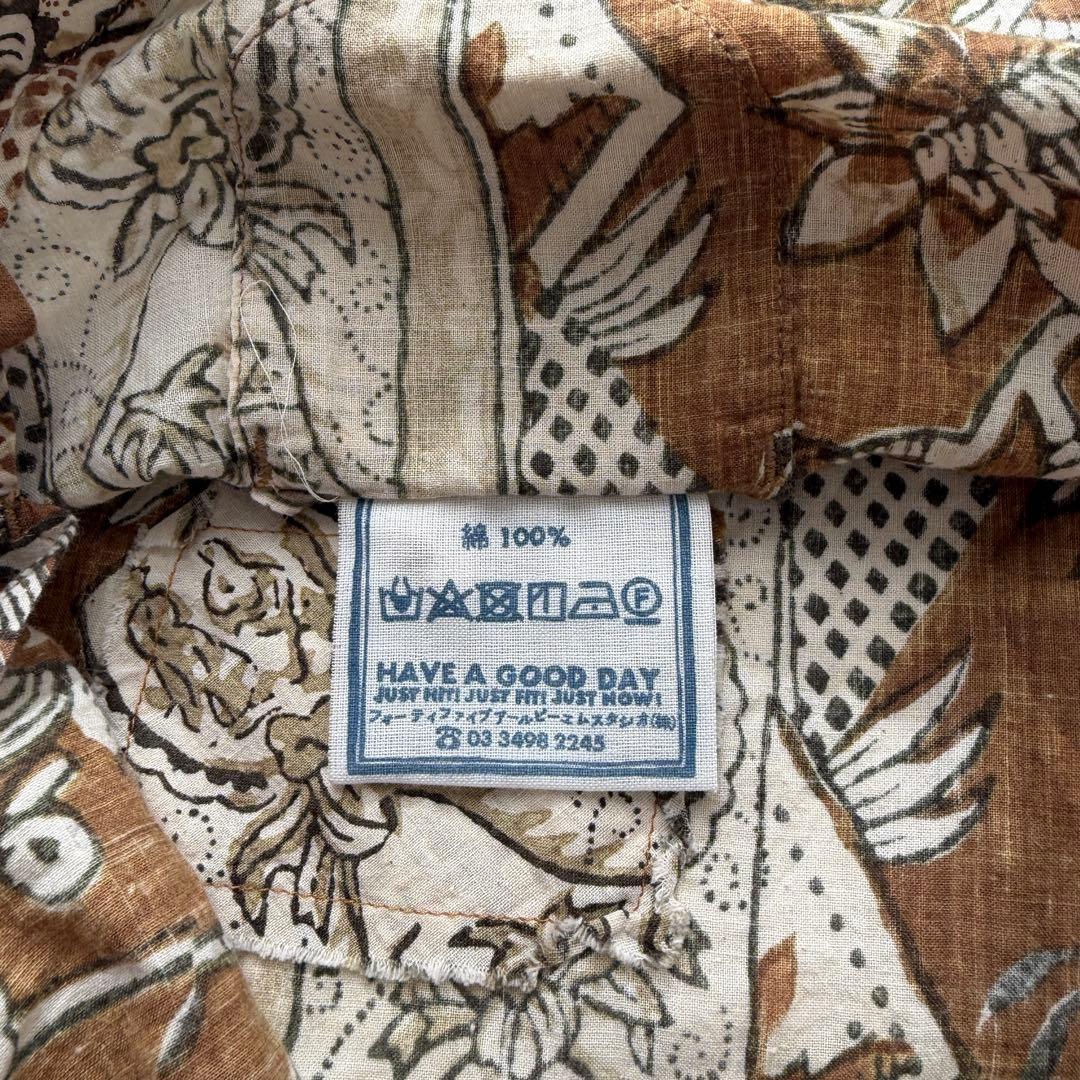 綿 100%
F
HAVE A GOOD DAY
JUST HIT! JUST FIT! JUST NOW!
フォーティファイブアールピーエムスタジオ(株)
☎ 03 3498 2245